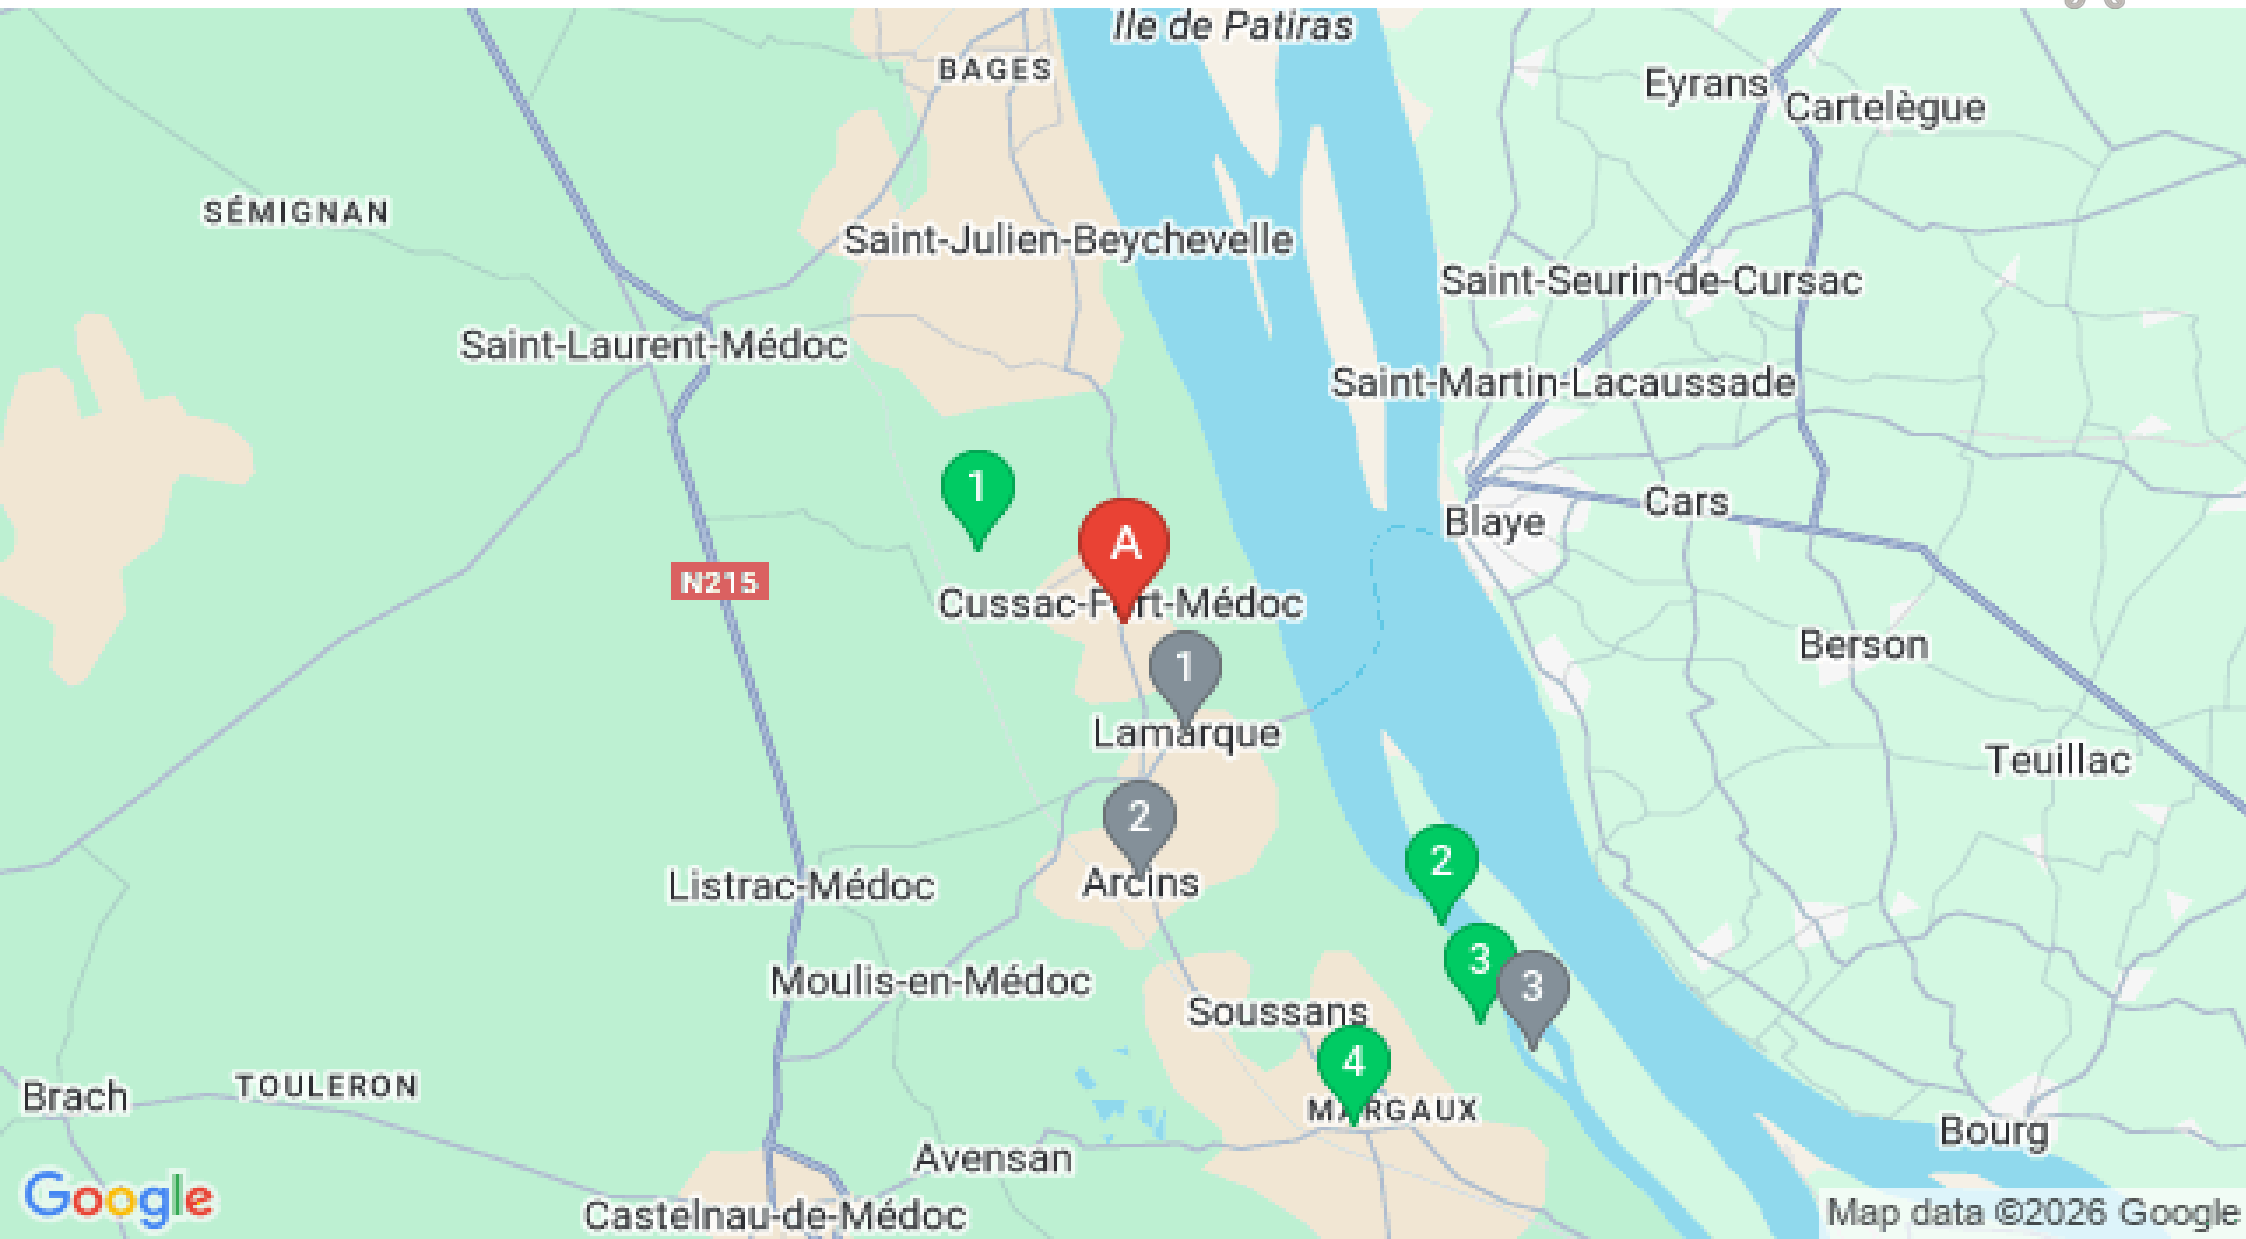 Ile de Patiras
BAGES
Eyrans
Cartelègue
SÉMIGNAN
Saint-Julien-Beychevelle
Saint-Seurin-de-Cursac
Saint-Laurent-Médoc
Saint-Martin-Lacaussade
1
Cars
Blaye
A
N215
Cussac-Fort-Médoc
Berson
1
Lamarque
Teuillac
2
2
Listrac-Médoc
Arcins
3
3
Moulis-en-Médoc
Soussans
4
Brach
TOULERON
MARGAUX
Bourg
Avensan
Google
Castelnau-de-Médoc
Map data ©2026 Google